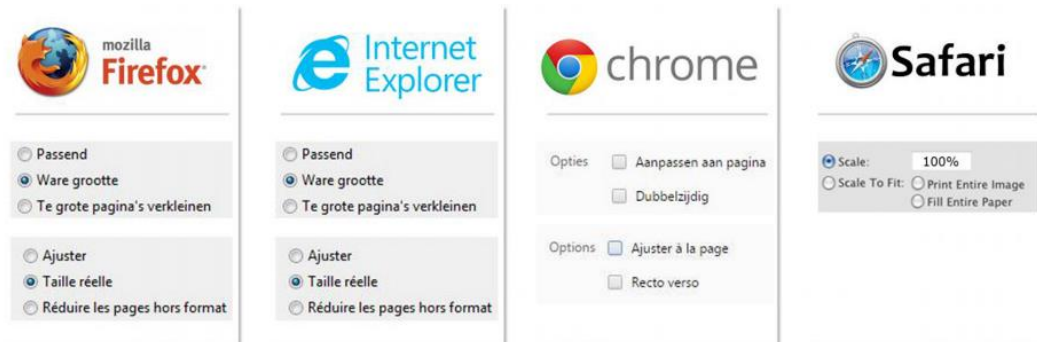 mozilla
Firefox
Passend
Ware grootte
Te grote pagina's verkleinen
Ajuster
Taille réelle
Réduire les pages hors format
Internet
Explorer
Passend
Ware grootte
Te grote pagina's verkleinen
Ajuster
Taille réelle
Réduire les pages hors format
chrome
Opties Aanpassen aan pagina
Dubbelzijdig
Options Ajuster à la page
Recto verso
Safari
Scale: 100%
Scale To Fit: Print Entire Image
Fill Entire Paper